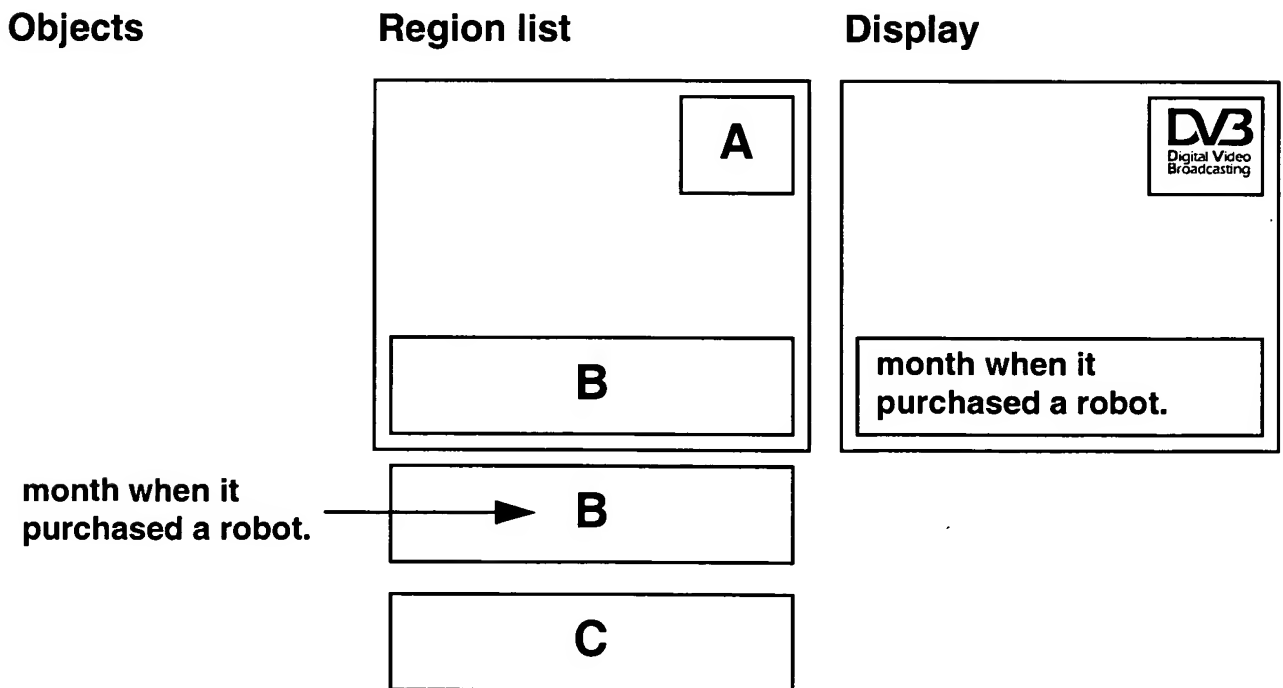 Objects
Region list
Display
A
DVB
Digital Video
Broadcasting
B
month when it
purchased a robot.
month when it
purchased a robot.
B
C